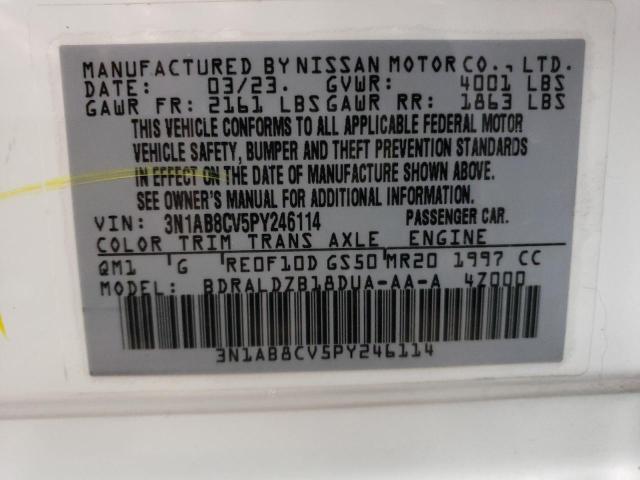 MANUFACTURED BY NISSAN MOTOR CO., LTD.
DATE: 03/23. GVWR: 4001 LBS
GAWR FR: 2161 LBS GAWR RR: 1863 LBS
THIS VEHICLE CONFORMS TO ALL APPLICABLE FEDERAL MOTOR
VEHICLE SAFETY, BUMPER AND THEFT PREVENTION STANDARDS
IN EFFECT ON THE DATE OF MANUFACTURE SHOWN ABOVE.
SEE OWNER'S MANUAL FOR ADDITIONAL INFORMATION.
VIN: 3N1AB8CV5PY246114 PASSENGER CAR.
COLOR TRIM TRANS AXLE ENGINE
QM1 G RE0F10D GS50 MR20 1997 CC
MODEL: BDRALDZB18DUA-AA-A 4Z000
3N1AB8CV5PY246114